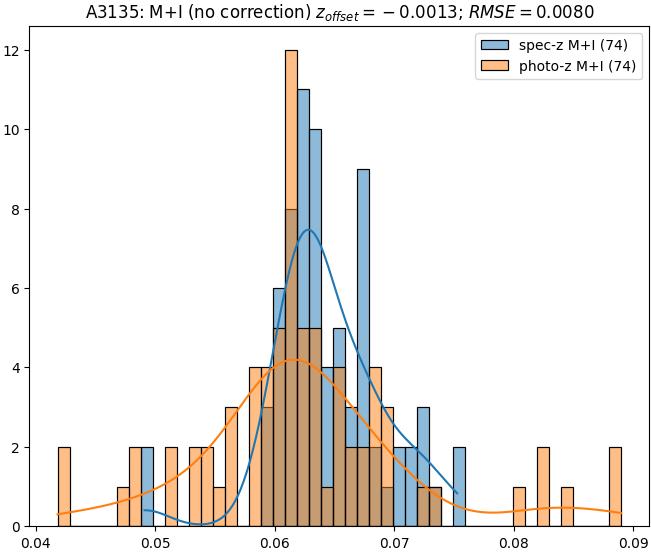 A3135: M+I (no correction) z_offset = −0.0013; RMSE = 0.0080
spec-z M+I (74)
photo-z M+I (74)
12
10
8
6
4
2
0
0.04 0.05 0.06 0.07 0.08 0.09